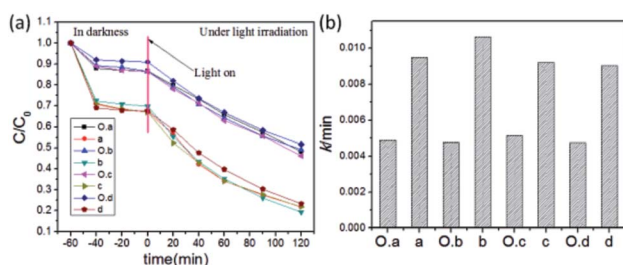 (a)
In darkness
Under light irradiation
Light on
C/C0
1.0
0.9
0.8
0.7
0.6
0.5
0.4
0.3
0.2
0.1
O.a
a
O.b
b
O.c
c
O.d
d
-60 -40 -20 0 20 40 60 80 100 120
time(min)
(b)
k/min
0.010
0.008
0.006
0.004
0.002
0.000
O.a a O.b b O.c c O.d d